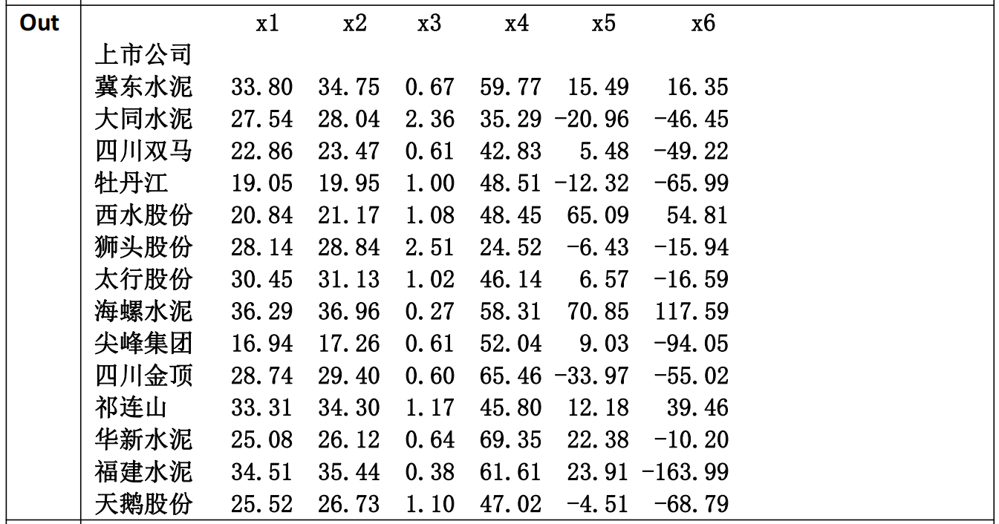 Out x1 x2 x3 x4 x5 x6
上市公司
冀东水泥 33.80 34.75 0.67 59.77 15.49 16.35
大同水泥 27.54 28.04 2.36 35.29 -20.96 -46.45
四川双马 22.86 23.47 0.61 42.83 5.48 -49.22
牡丹江 19.05 19.95 1.00 48.51 -12.32 -65.99
西水股份 20.84 21.17 1.08 48.45 65.09 54.81
狮头股份 28.14 28.84 2.51 24.52 -6.43 -15.94
太行股份 30.45 31.13 1.02 46.14 6.57 -16.59
海螺水泥 36.29 36.96 0.27 58.31 70.85 117.59
尖峰集团 16.94 17.26 0.61 52.04 9.03 -94.05
四川金顶 28.74 29.40 0.60 65.46 -33.97 -55.02
祁连山 33.31 34.30 1.17 45.80 12.18 39.46
华新水泥 25.08 26.12 0.64 69.35 22.38 -10.20
福建水泥 34.51 35.44 0.38 61.61 23.91 -163.99
天鹅股份 25.52 26.73 1.10 47.02 -4.51 -68.79